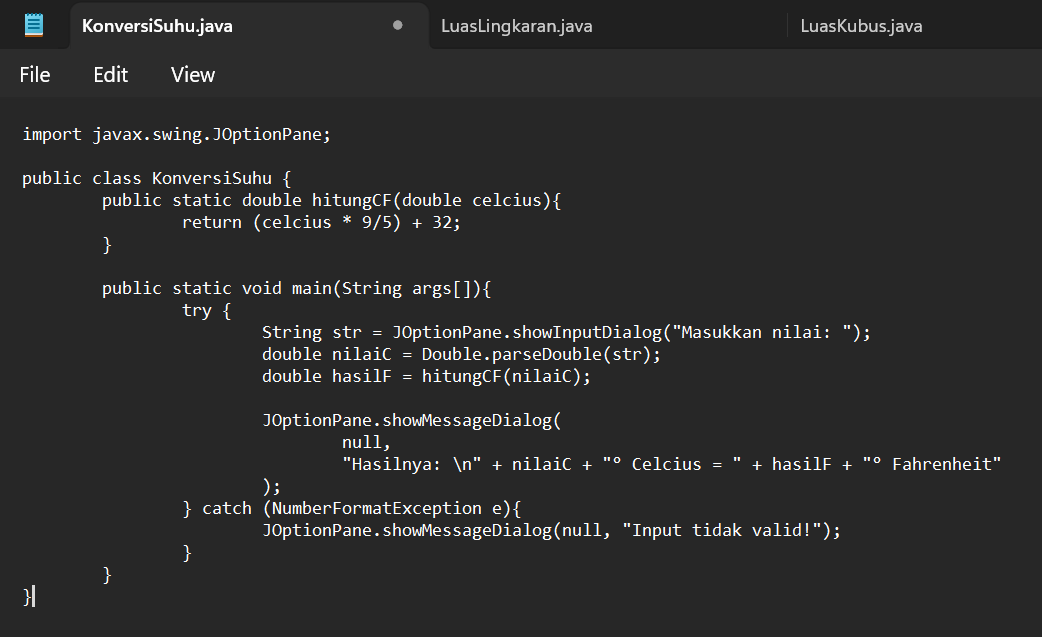 KonversiSuhu.java
LuasLingkaran.java
LuasKubus.java
File Edit View
import javax.swing.JOptionPane;
public class KonversiSuhu {
        public static double hitungCF(double celcius){
                return (celcius * 9/5) + 32;
        }
        public static void main(String args[]){
                try {
                        String str = JOptionPane.showInputDialog("Masukkan nilai: ");
                        double nilaiC = Double.parseDouble(str);
                        double hasilF = hitungCF(nilaiC);
                        JOptionPane.showMessageDialog(
                                null,
                                "Hasilnya: \n" + nilaiC + "° Celcius = " + hasilF + "° Fahrenheit"
                        );
                } catch (NumberFormatException e){
                        JOptionPane.showMessageDialog(null, "Input tidak valid!");
                }
        }
}